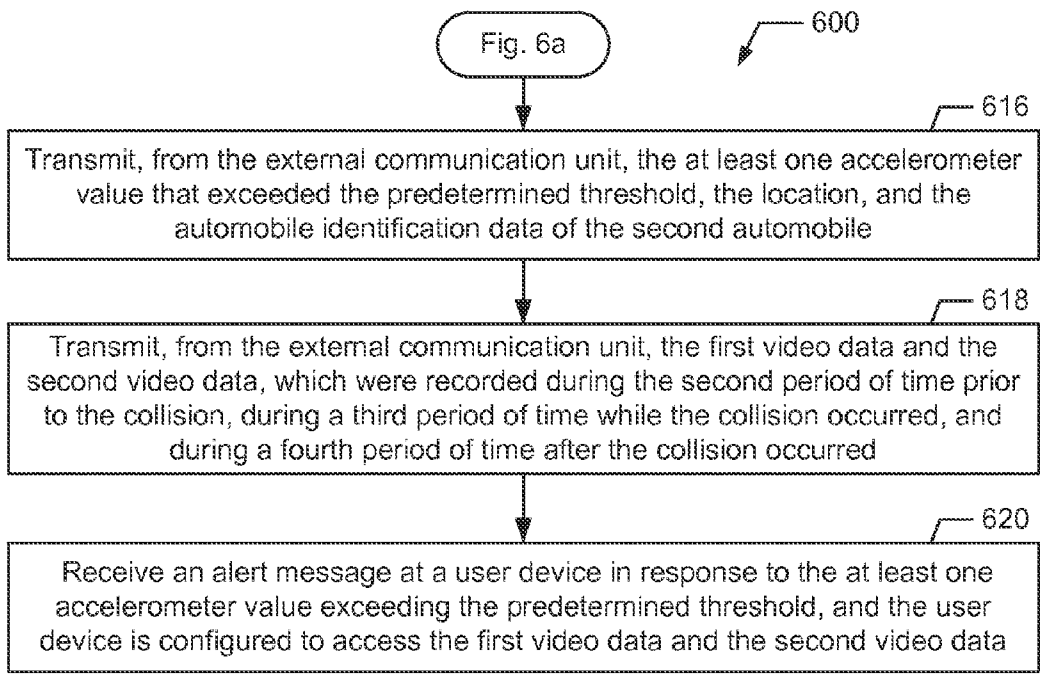 Fig. 6a
600
616
Transmit, from the external communication unit, the at least one accelerometer
value that exceeded the predetermined threshold, the location, and the
automobile identification data of the second automobile
618
Transmit, from the external communication unit, the first video data and the
second video data, which were recorded during the second period of time prior
to the collision, during a third period of time while the collision occurred, and
during a fourth period of time after the collision occurred
620
Receive an alert message at a user device in response to the at least one
accelerometer value exceeding the predetermined threshold, and the user
device is configured to access the first video data and the second video data